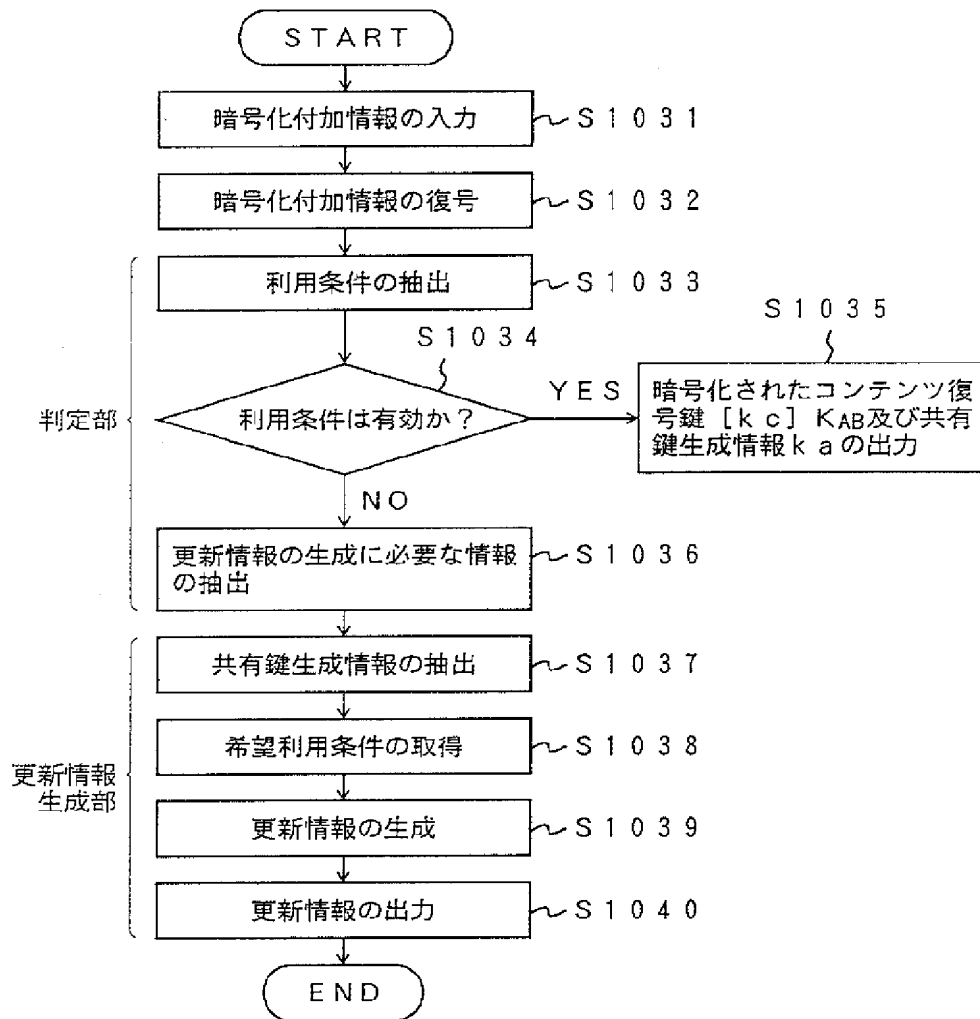 START
暗号化付加情報の入力
S1031
暗号化付加情報の復号
S1032
利用条件の抽出
S1033
S1034
利用条件は有効か？
YES
S1035
暗号化されたコンテンツ復
号鍵［kc］KAB及び共有
鍵生成情報kaの出力
判定部
NO
更新情報の生成に必要な情報
の抽出
S1036
共有鍵生成情報の抽出
S1037
希望利用条件の取得
S1038
更新情報
生成部
更新情報の生成
S1039
更新情報の出力
S1040
END